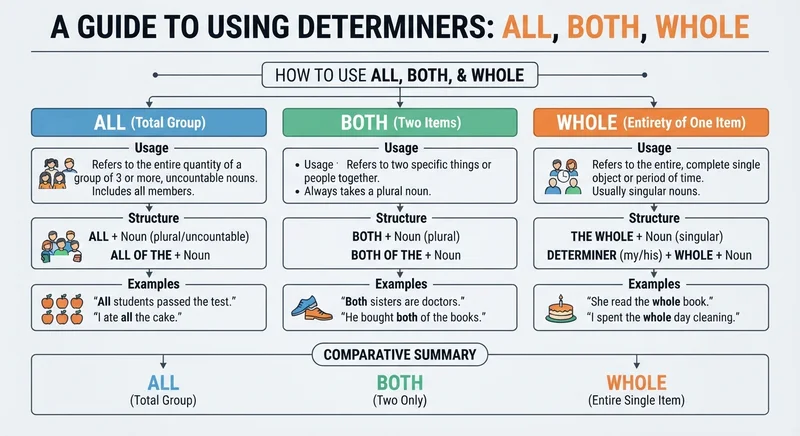 A GUIDE TO USING DETERMINERS: ALL, BOTH, WHOLE
HOW TO USE ALL, BOTH, & WHOLE
ALL (Total Group)
Usage
Refers to the entire quantity of a
group of 3 or more, uncountable nouns.
Includes all members.
Structure
ALL + Noun (plural/uncountable)
ALL OF THE + Noun
Examples
“All students passed the test.”
“I ate all the cake.”
BOTH (Two Items)
Usage
• Usage · Refers to two specific things or
people together.
• Always takes a plural noun.
Structure
BOTH + Noun (plural)
BOTH OF THE + Noun
Examples
“Both sisters are doctors.”
“He bought both of the books.”
WHOLE (Entirety of One Item)
Usage
Refers to the entire, complete single
object or period of time.
Usually singular nouns.
Structure
THE WHOLE + Noun (singular)
DETERMINER (my/his) + WHOLE + Noun
Examples
“She read the whole book.”
“I spent the whole day cleaning.”
COMPARATIVE SUMMARY
ALL
(Total Group)
BOTH
(Two Only)
WHOLE
(Entire Single Item)